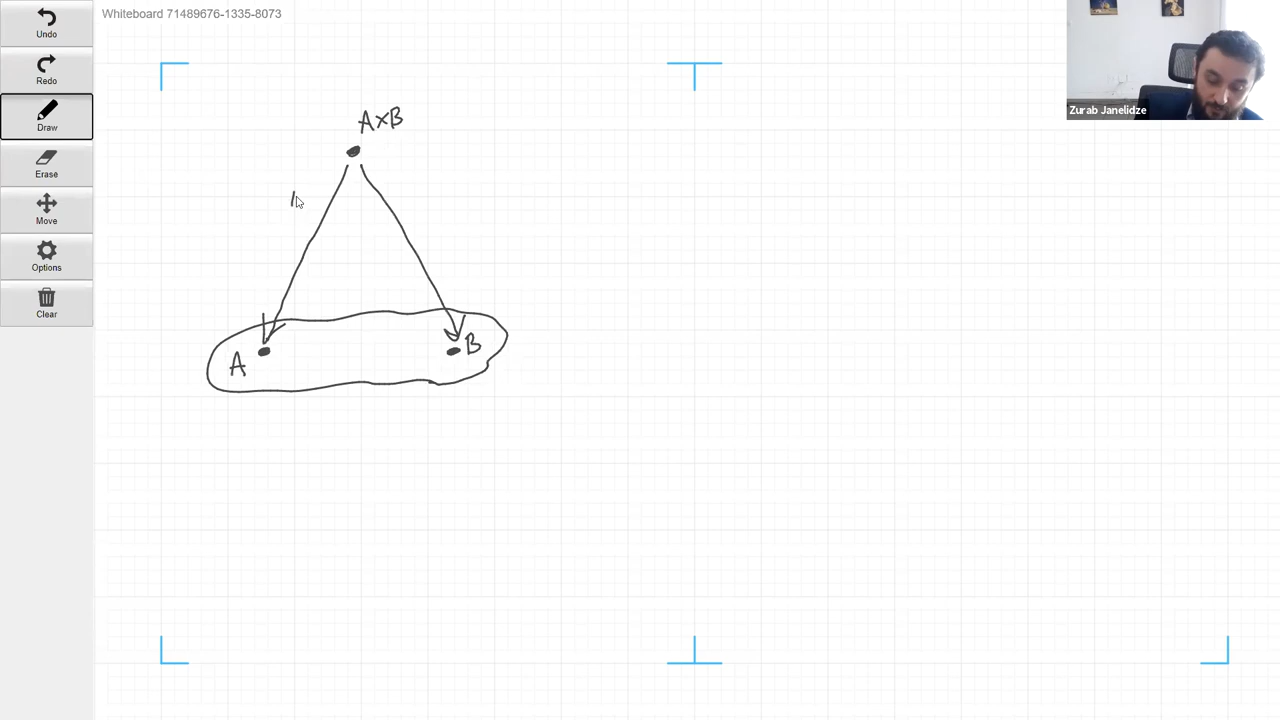 Undo
Whiteboard 71489676-1335-8073
Redo
Draw
Erase
Move
Options
Clear
A×B
A
B
Zurab Janelidze